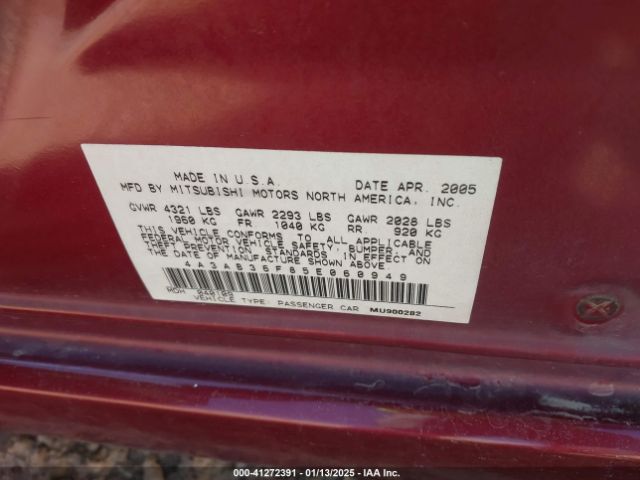 MADE IN U.S.A. DATE APR. 2005
MFD BY MITSUBISHI MOTORS NORTH AMERICA, INC.
GVWR 4321 LBS GAWR 2293 LBS GAWR 2028 LBS
1960 KG FR 1040 KG RR 920 KG
THIS VEHICLE CONFORMS TO ALL APPLICABLE
FEDERAL MOTOR VEHICLE SAFETY, BUMPER AND
THEFT PREVENTION STANDARDS IN EFFECT ON
THE DATE OF MANUFACTURE SHOWN ABOVE.
4A3AB36F85E060949
MDH 040109
VEHICLE TYPE: PASSENGER CAR MU900282
000-41272391 - 01/13/2025 - IAA